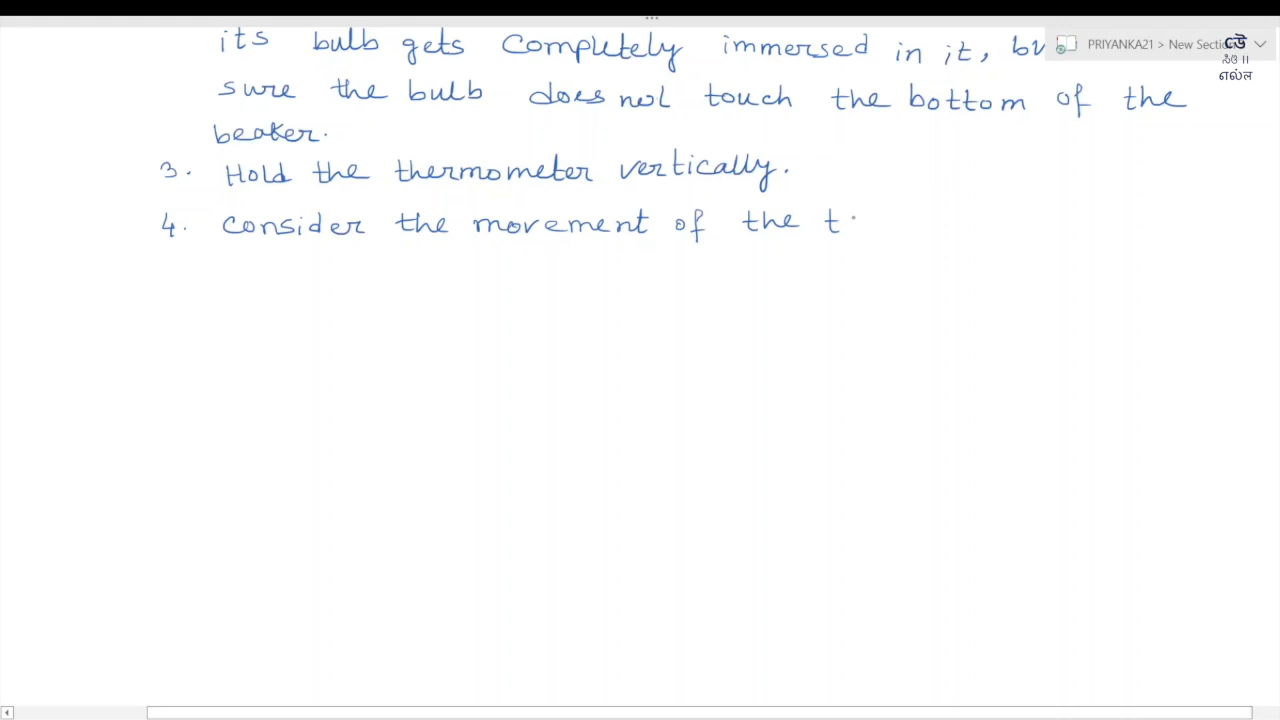 its bulb gets completely immersed in it,
sure the bulb does not touch the bottom of the
beaker.
3. Hold the thermometer vertically.
4. Consider the movement of the t
PRIYANKA21 > New Section